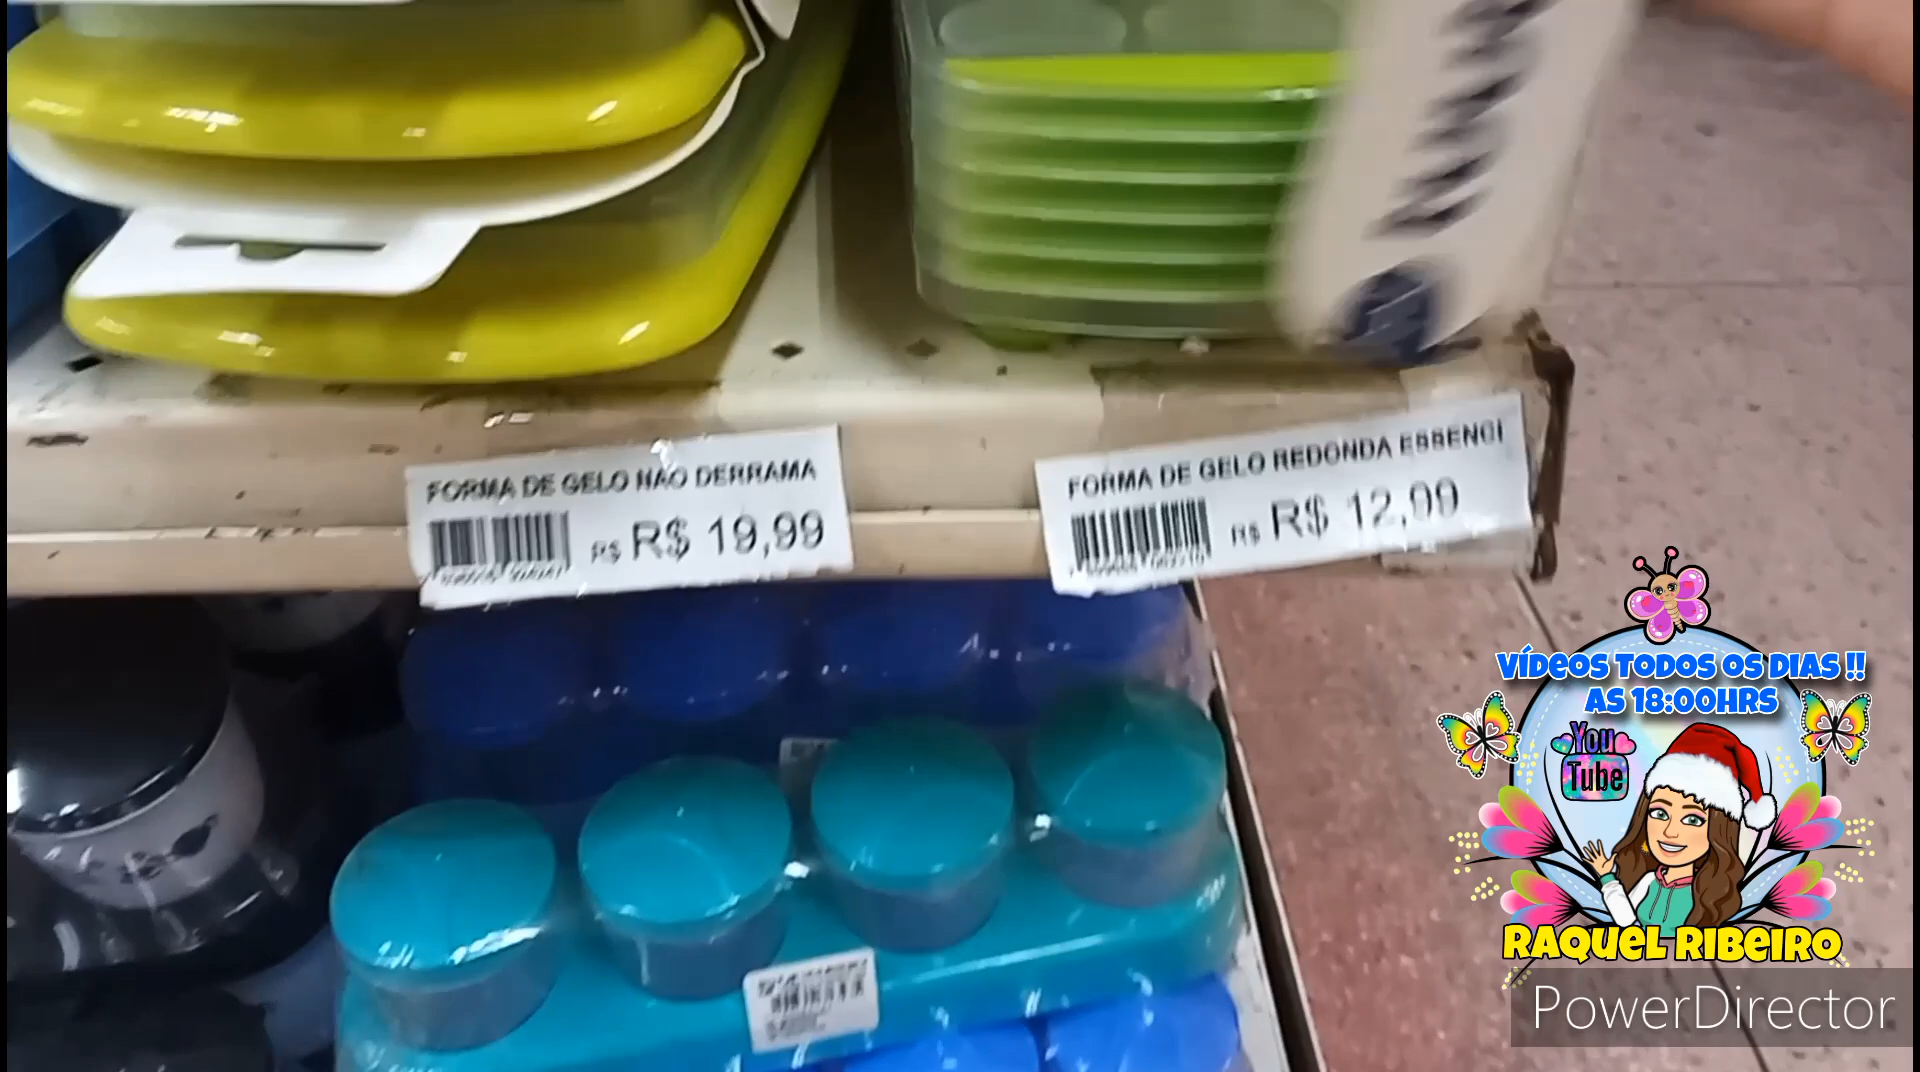 FORMA DE GELO NÃO DERRAMA
R$ R$ 19,99
FORMA DE GELO REDONDA ESSENCI
R$ R$ 12,99
VÍDEOS TODOS OS DIAS !!
AS 18:00HRS
You
Tube
RAQUEL RIBEIRO
PowerDirector